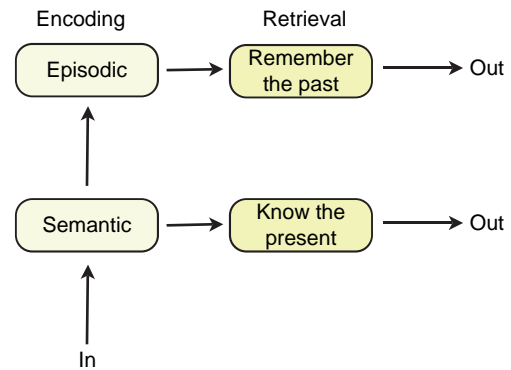 Encoding
Retrieval
Episodic
Remember
the past
Out
Semantic
Know the
present
Out
In